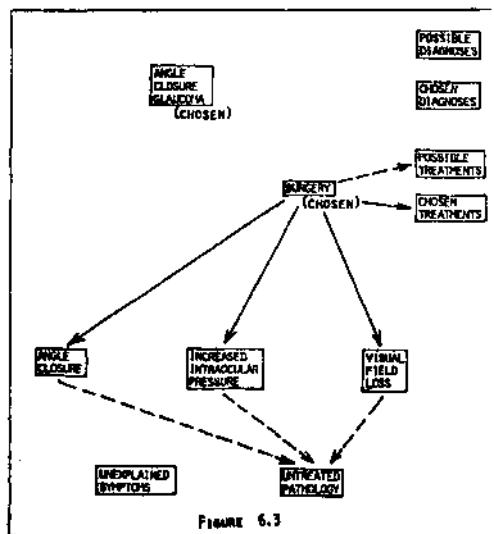 POSSIBLE
DIAGNOSES
ANGLE
CLOSURE
GLAUCOMA
(CHOSEN)
CHOSEN
DIAGNOSES
POSSIBLE
TREATMENTS
SURGERY
(CHOSEN)
CHOSEN
TREATMENTS
ANGLE
CLOSURE
INCREASED
INTRAOCULAR
PRESSURE
VISUAL
FIELD
LOSS
UNEXPLAINED
SYMPTOMS
UNTREATED
PATHOLOGY
FIGURE 6.3